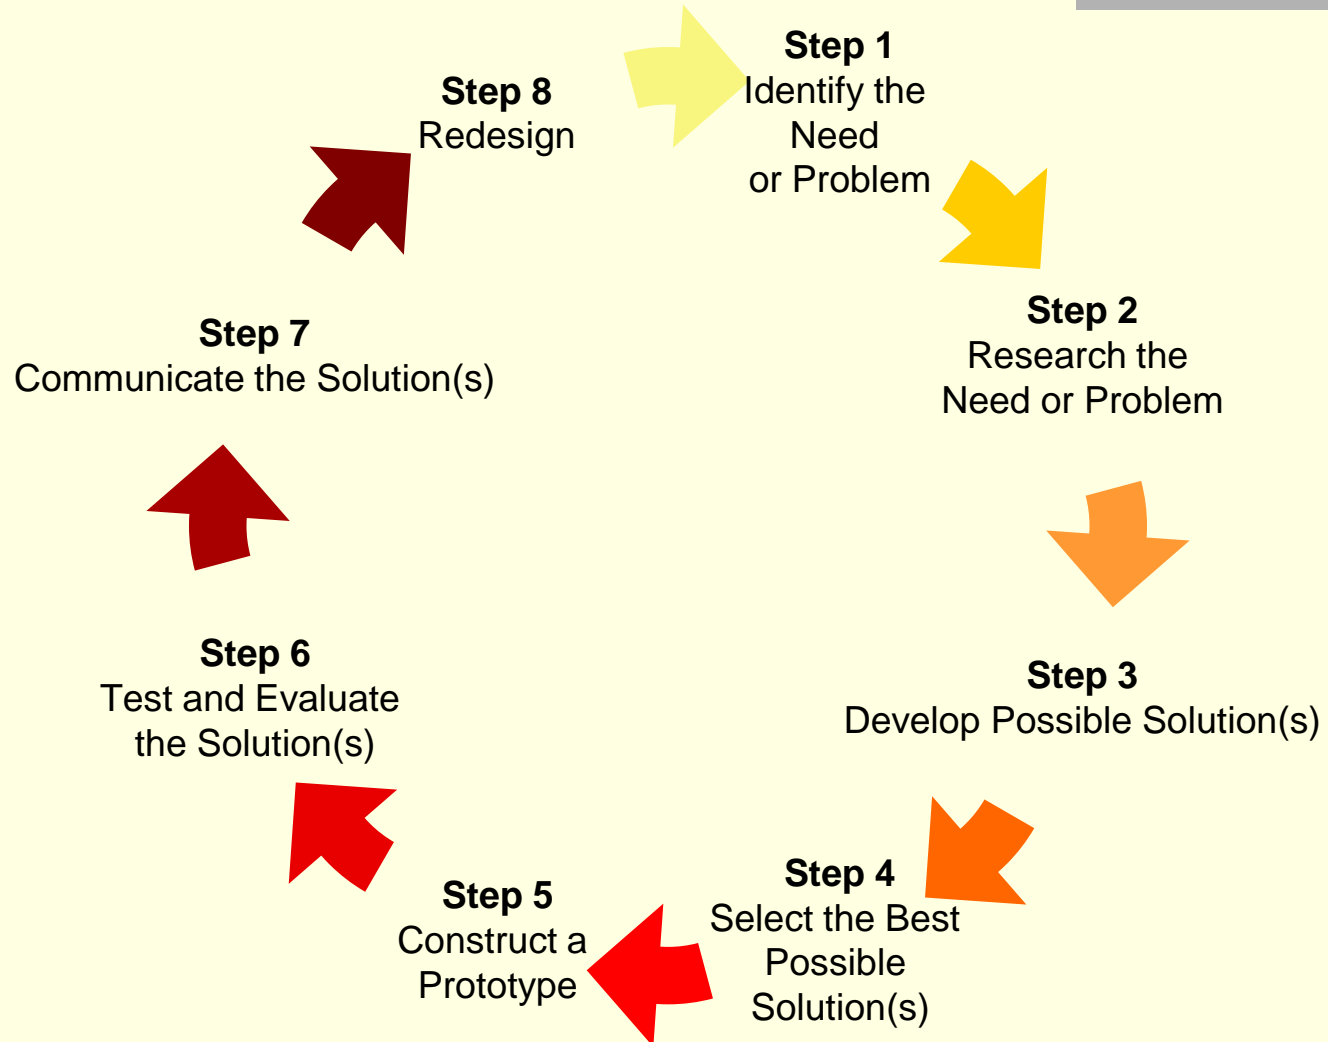 Step 1
Identify the
Need
or Problem
Step 2
Research the
Need or Problem
Step 3
Develop Possible Solution(s)
Step 4
Select the Best
Possible
Solution(s)
Step 5
Construct a
Prototype
Step 6
Test and Evaluate
the Solution(s)
Step 7
Communicate the Solution(s)
Step 8
Redesign